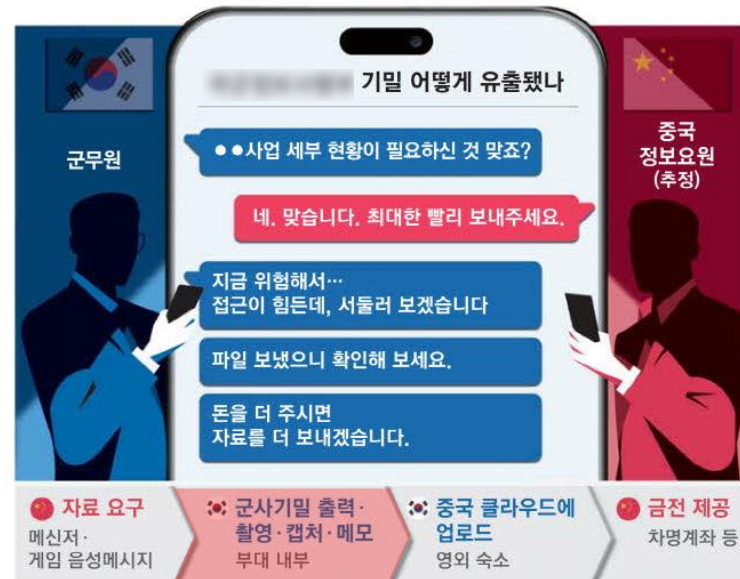 기밀 어떻게 유출됐나
군무원
중국
정보요원
(추정)
●●사업 세부 현황이 필요하신 것 맞죠?
네. 맞습니다. 최대한 빨리 보내주세요.
지금 위험해서…
접근이 힘든데, 서둘러 보겠습니다
파일 보냈으니 확인해 보세요.
돈을 더 주시면
자료를 더 보내겠습니다.
자료 요구
메신저·
게임 음성메시지
군사기밀 출력·
촬영·캡처·메모
부대 내부
중국 클라우드에
업로드
영외 숙소
금전 제공
차명계좌 등